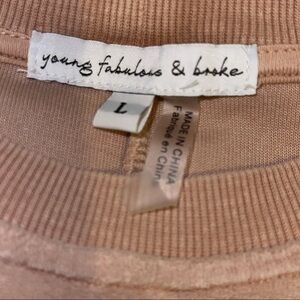 young fabulous & broke
L
MADE IN CHINA
Fabriqué en Chine